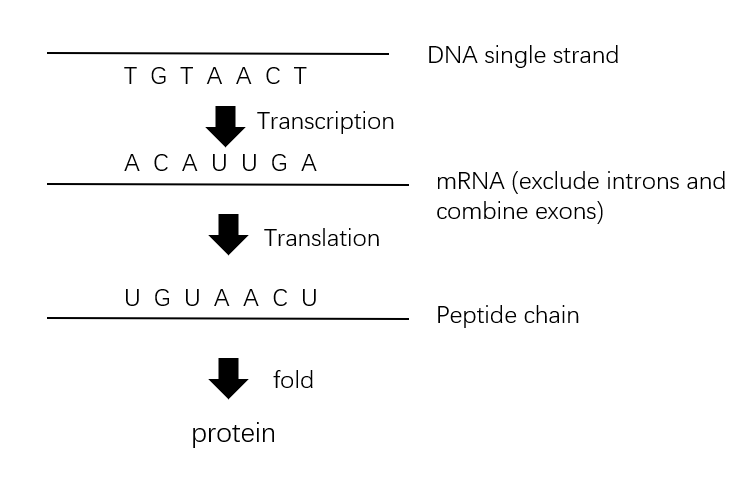 DNA single strand
T G T A A C T
Transcription
A C A U U G A
mRNA (exclude introns and
combine exons)
Translation
U G U A A C U
Peptide chain
fold
protein